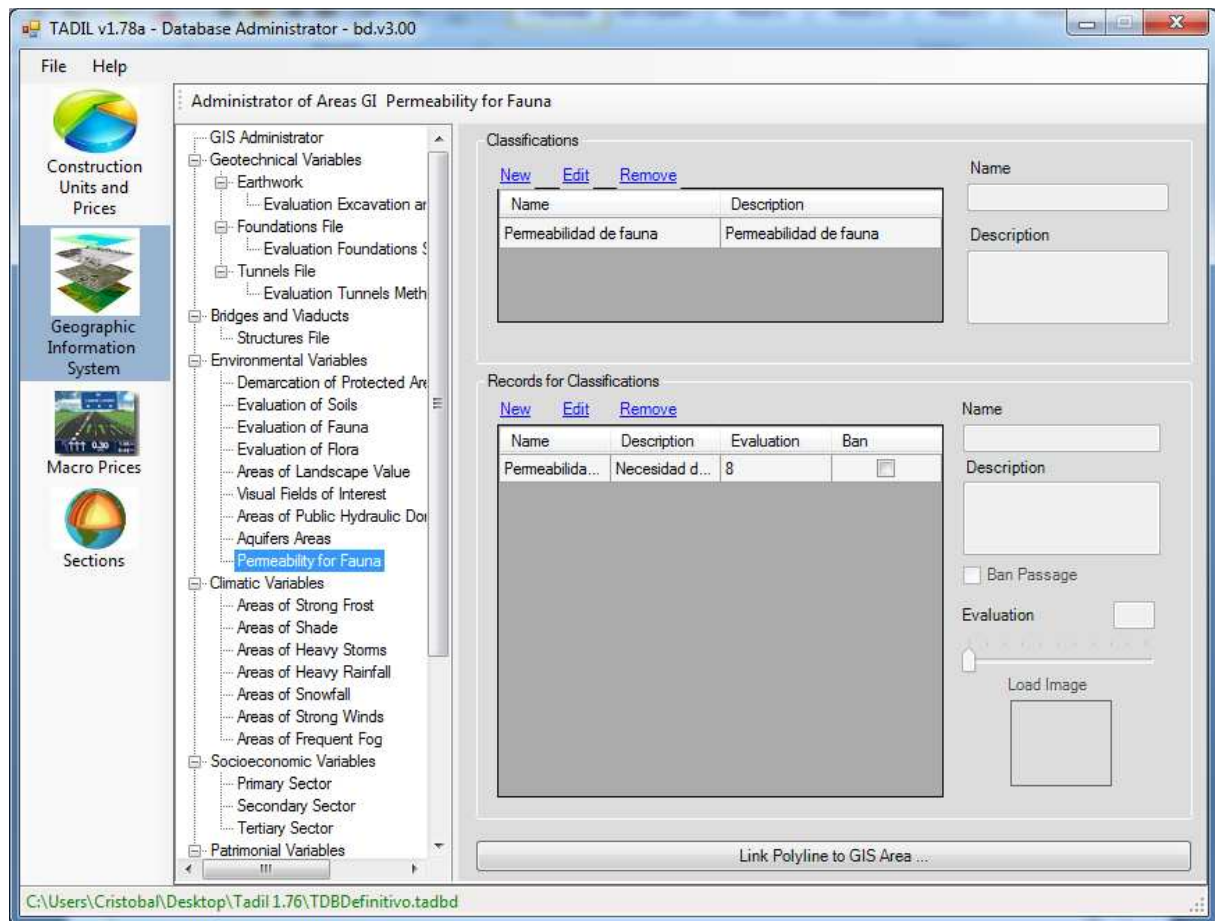 TADIL v1.78a - Database Administrator - bd.v3.00
File Help
Construction
Units and
Prices
Geographic
Information
System
Macro Prices
Sections
Administrator of Areas GI Permeability for Fauna
GIS Administrator
Geotechnical Variables
Earthwork
Evaluation Excavation ar
Foundations File
Evaluation Foundations S
Tunnels File
Evaluation Tunnels Meth
Bridges and Viaducts
Structures File
Environmental Variables
Demarcation of Protected Are
Evaluation of Soils
Evaluation of Fauna
Evaluation of Flora
Areas of Landscape Value
Visual Fields of Interest
Areas of Public Hydraulic Dor
Aquifers Areas
Permeability for Fauna
Climatic Variables
Areas of Strong Frost
Areas of Shade
Areas of Heavy Storms
Areas of Heavy Rainfall
Areas of Snowfall
Areas of Strong Winds
Areas of Frequent Fog
Socioeconomic Variables
Primary Sector
Secondary Sector
Tertiary Sector
Patrimonial Variables
Classifications
New Edit Remove
Name Description
Permeabilidad de fauna Permeabilidad de fauna
Name
Description
Records for Classifications
New Edit Remove
Name Description Evaluation Ban
Permeabilida... Necesidad d... 8
Name
Description
Ban Passage
Evaluation
Load Image
Link Polyline to GIS Area ...
C:\Users\Cristobal\Desktop\Tadil 1.76\TDBDefinitivo.tadbd